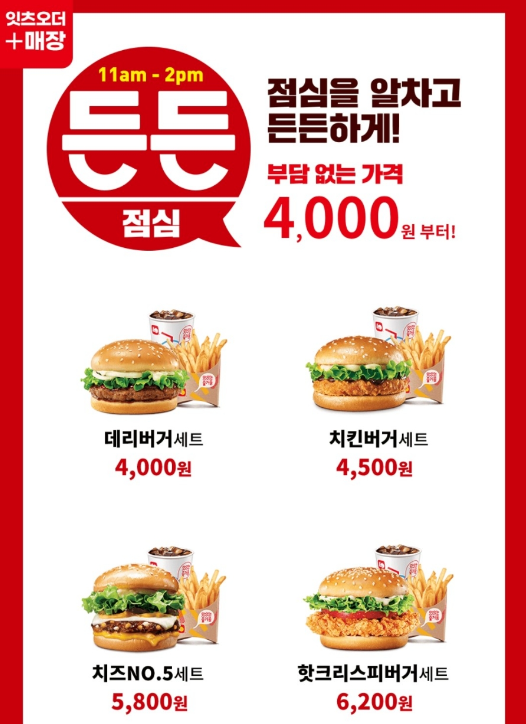 잇츠오더
+매장
11am - 2pm
든든
점심
점심을 알차고
든든하게!
부담 없는 가격
4,000원 부터!
데리버거세트
4,000원
치킨버거세트
4,500원
치즈NO.5세트
5,800원
핫크리스피버거세트
6,200원